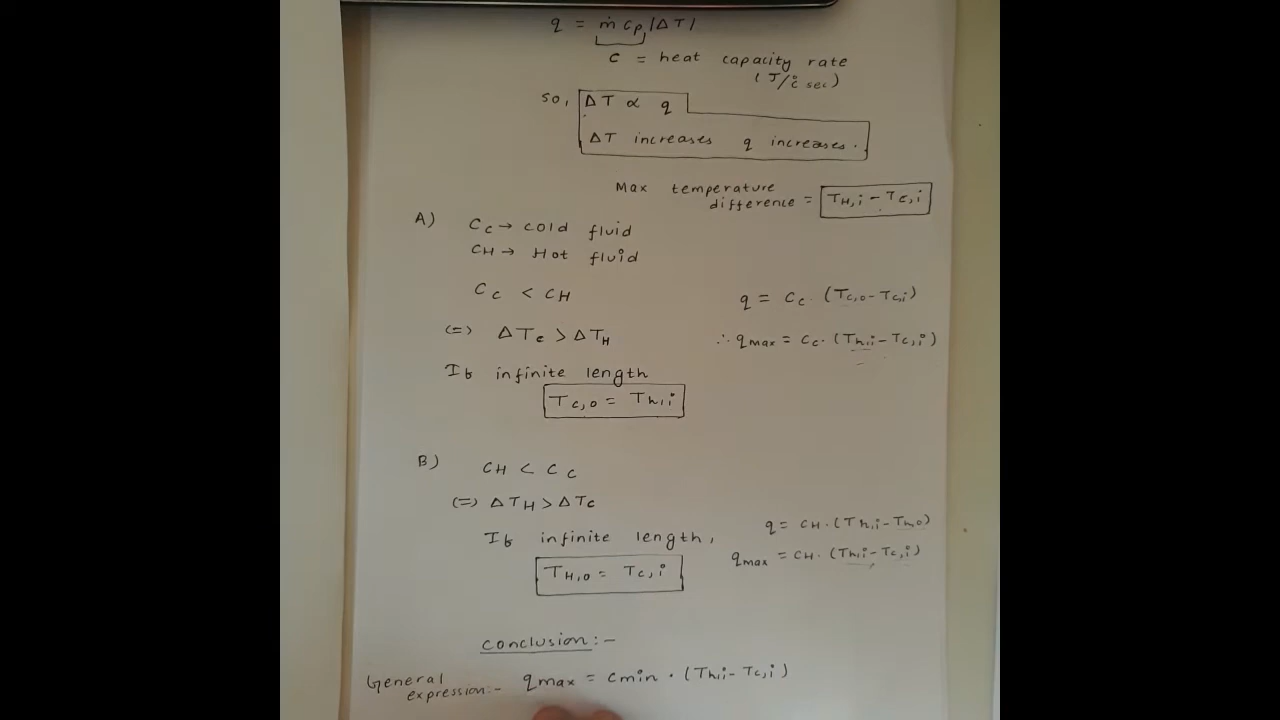 q = ṁ cp |ΔT|
C = heat capacity rate
(J/°c sec)
so, ΔT ∝ q
ΔT increases q increases.
Max temperature
difference = TH,i - Tc,i
A) Cc → cold fluid
CH → Hot fluid
Cc < CH
q = Cc. (Tc,o - Tc,i)
(=) ΔTc > ΔTH
∴ qmax = Cc. (Th,i - Tc,i)
If infinite length
Tc,o = Th,i
B) CH < Cc
(=) ΔTH > ΔTc
q = CH. (Th,i - Th,o)
If infinite length,
qmax = CH. (Th,i - Tc,i)
TH,o = Tc,i
conclusion :-
General
expression:- qmax = cmin . (Th,i - Tc,i)